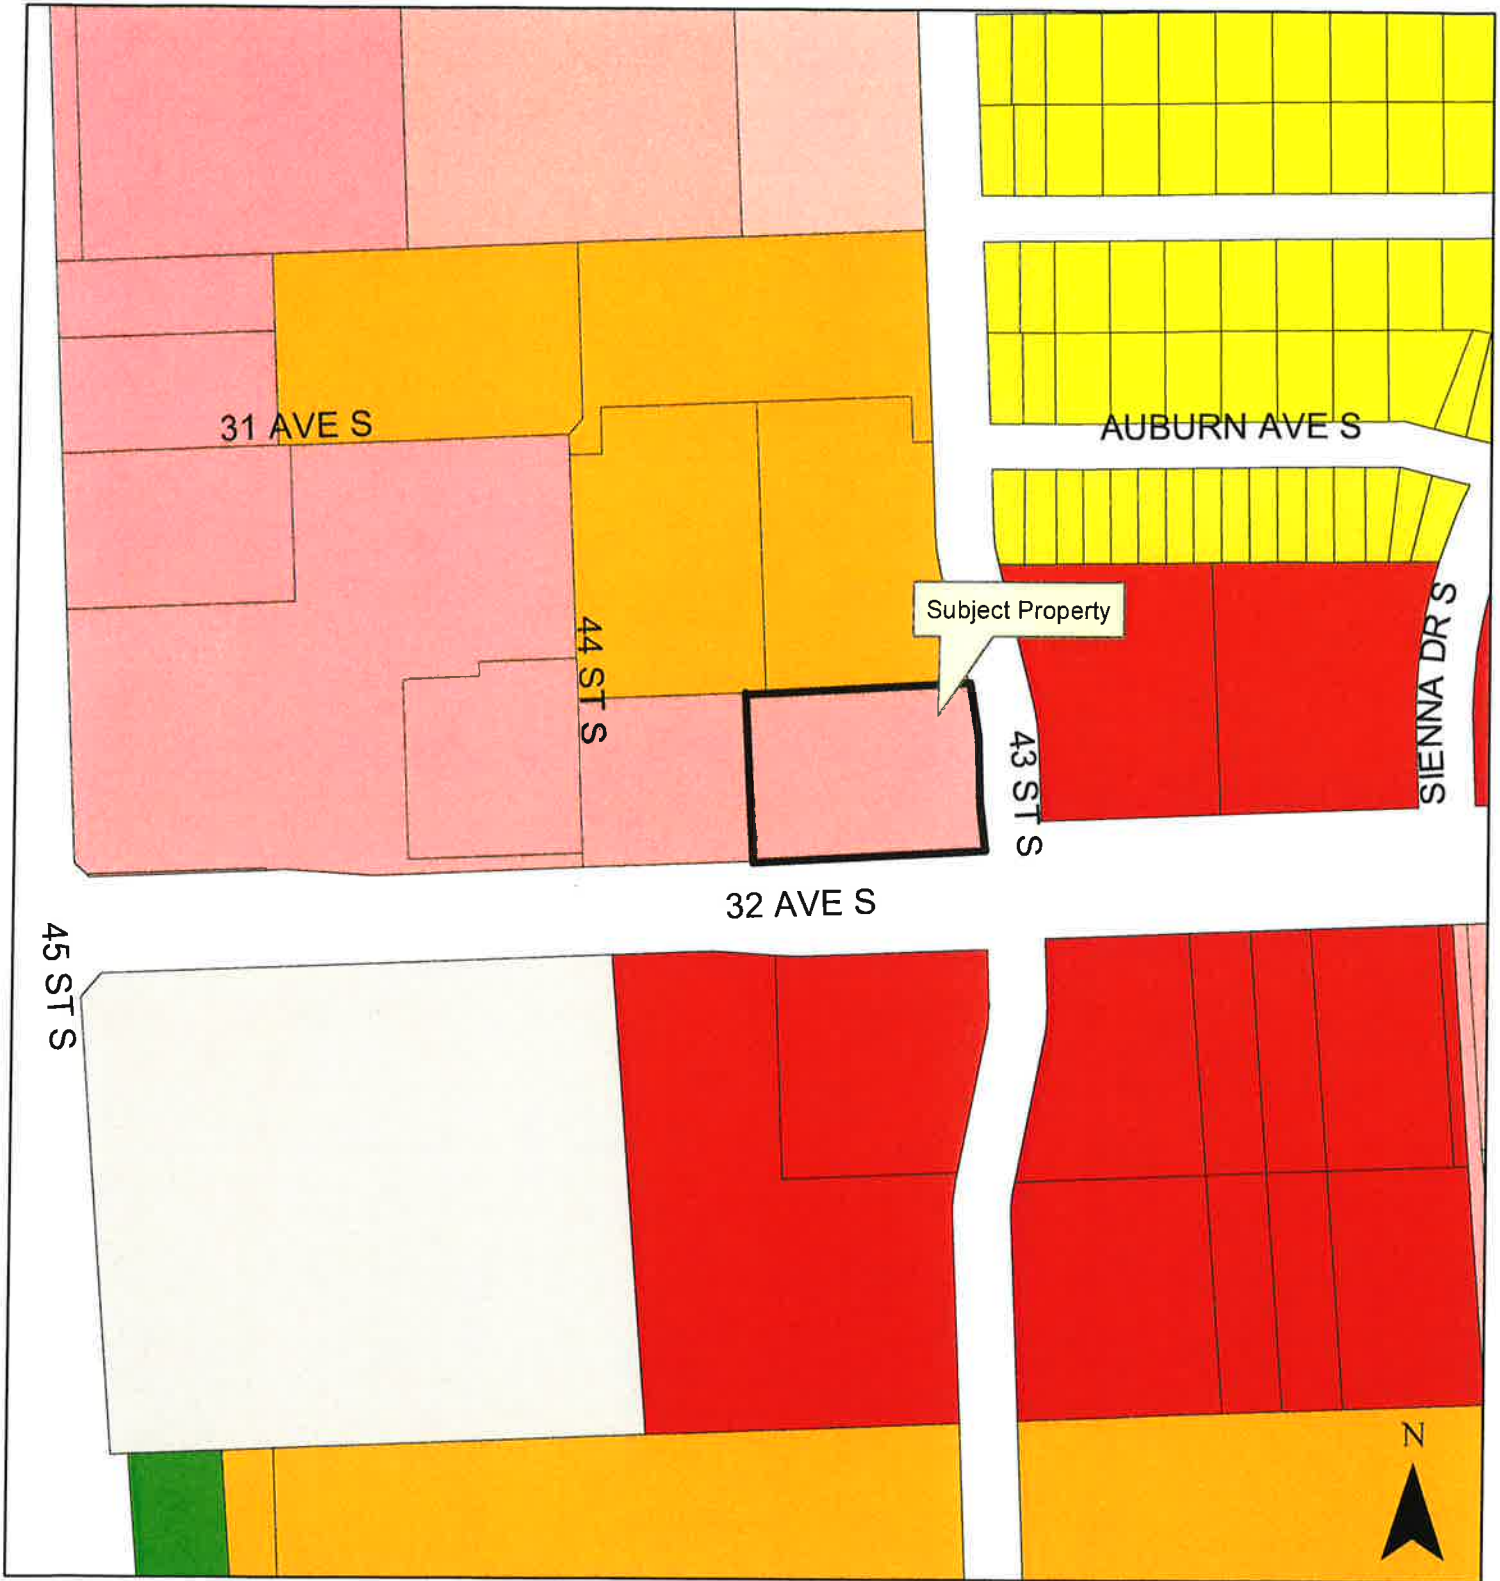 31 AVE S
AUBURN AVE S
Subject Property
44 ST S
SIENNA DR S
43 ST S
32 AVE S
45 ST S
N